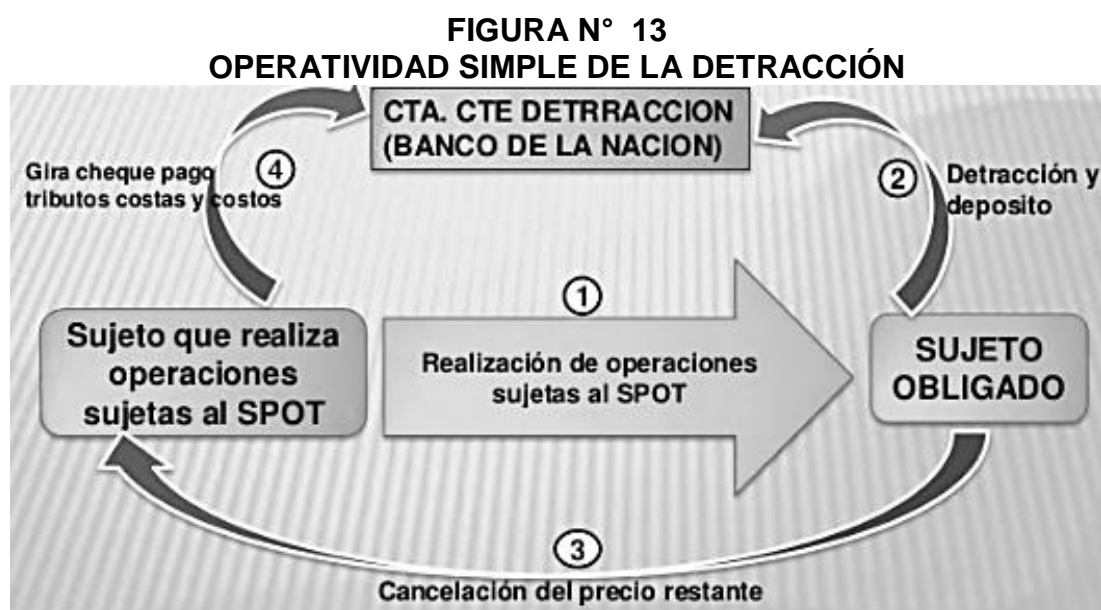 FIGURA N° 13
OPERATIVIDAD SIMPLE DE LA DETRACCIÓN
CTA. CTE DETRRACCION
(BANCO DE LA NACION)
Gira cheque pago
tributos costas y costos
4
2
Detracción y
deposito
1
Sujeto que realiza
operaciones
sujetas al SPOT
Realización de operaciones
sujetas al SPOT
SUJETO
OBLIGADO
3
Cancelación del precio restante